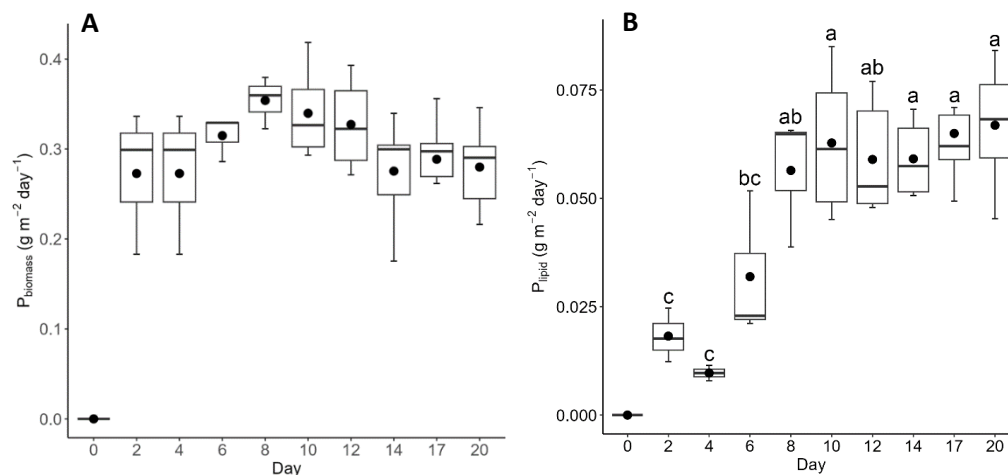 A
P_biomass (g m⁻² day⁻¹)
0.4
0.3
0.2
0.1
0.0
0 2 4 6 8 10 12 14 17 20
Day
B
P_lipid (g m⁻² day⁻¹)
0.075
0.050
0.025
0.000
c c bc ab a ab a a a
0 2 4 6 8 10 12 14 17 20
Day